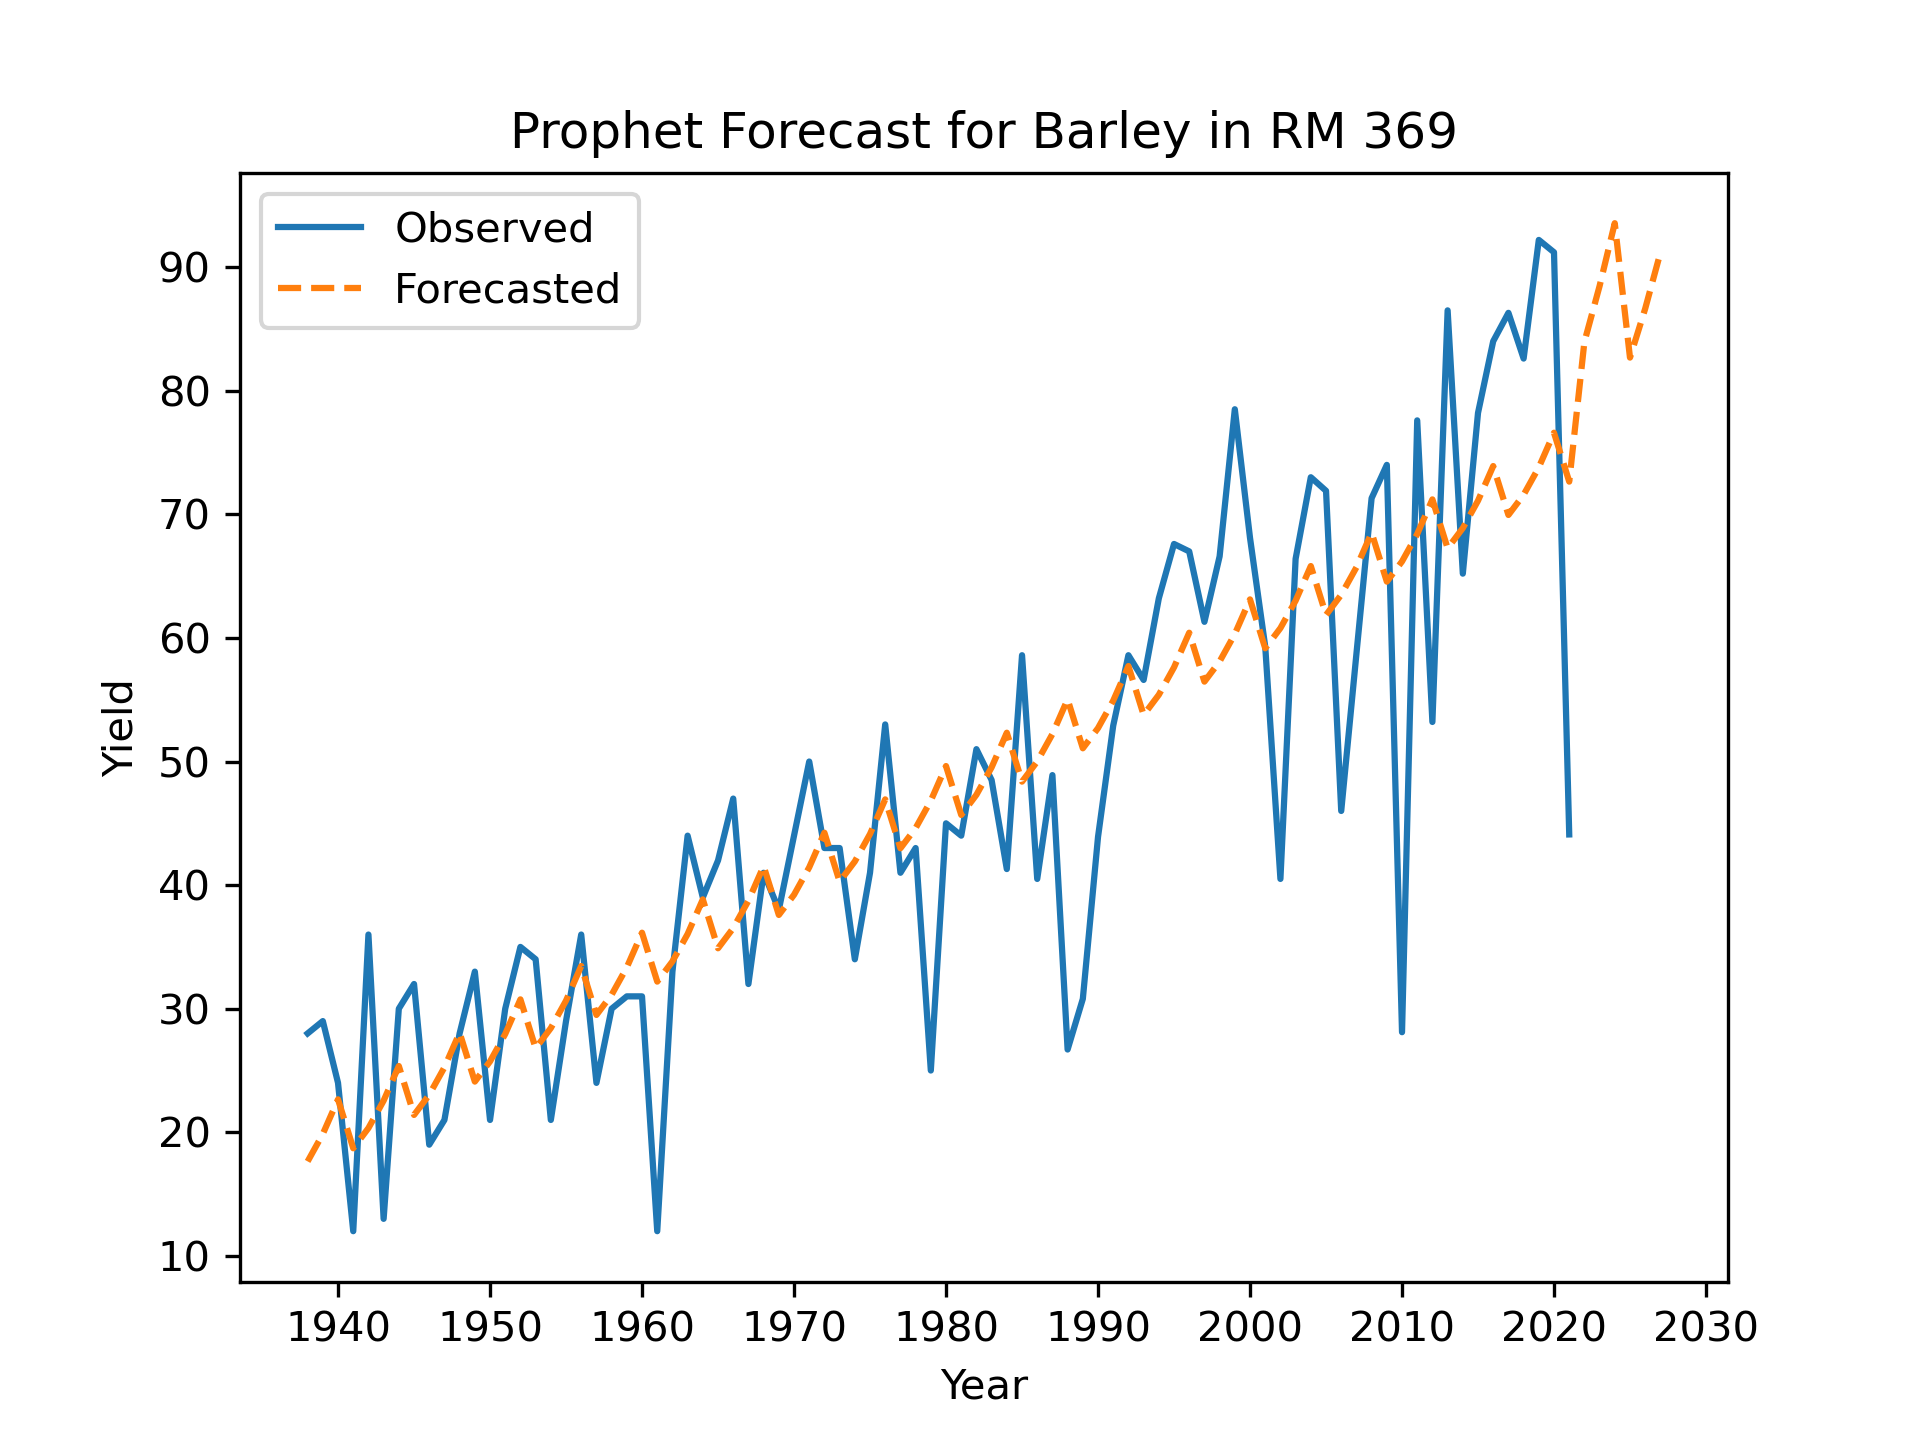 Prophet Forecast for Barley in RM 369
Observed
Forecasted
90
80
70
60
50
40
30
20
10
Yield
1940 1950 1960 1970 1980 1990 2000 2010 2020 2030
Year